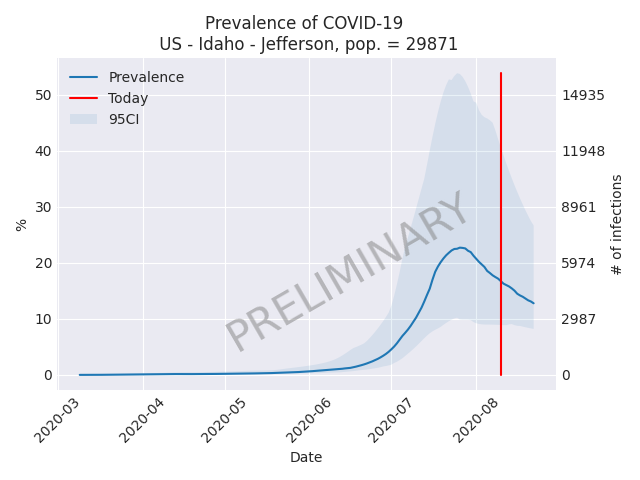 Prevalence of COVID-19
US - Idaho - Jefferson, pop. = 29871
Prevalence
Today
95CI
PRELIMINARY
%
50
40
30
20
10
0
14935
11948
8961
5974
2987
0
# of infections
2020-03
2020-04
2020-05
2020-06
2020-07
2020-08
Date